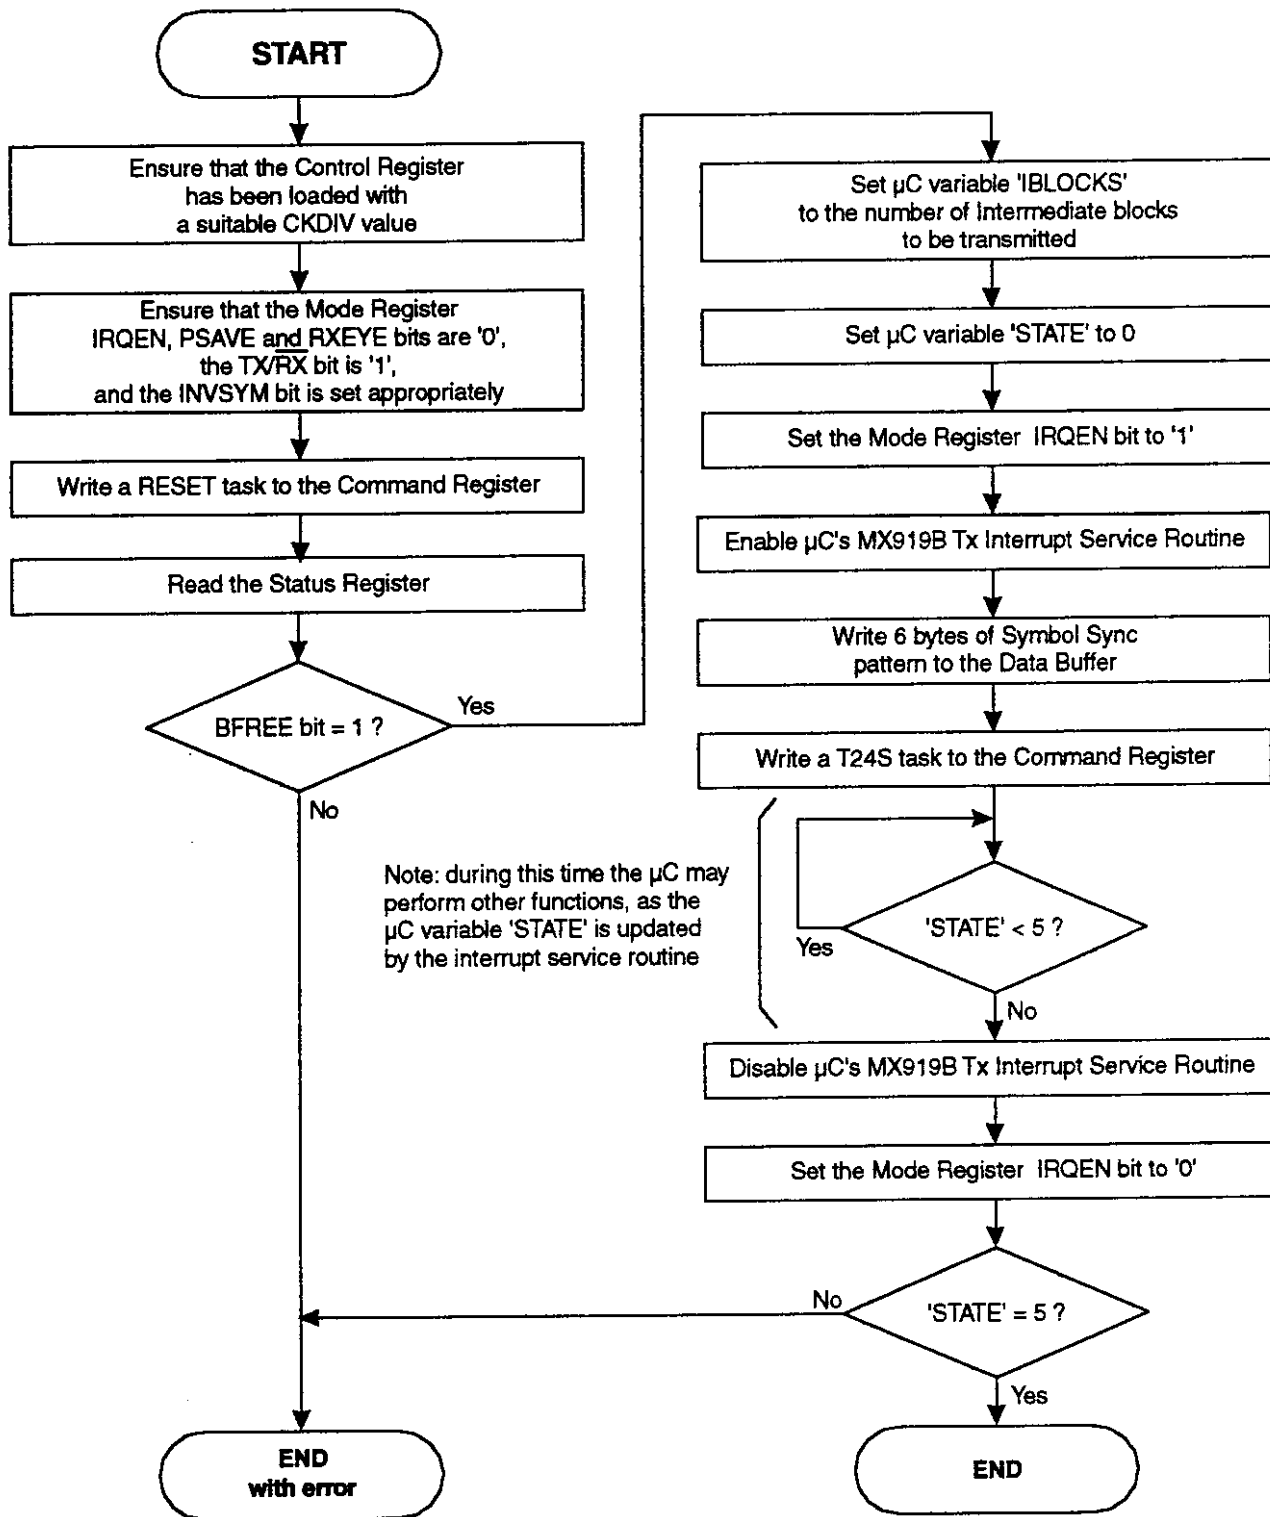 START
Ensure that the Control Register
has been loaded with
a suitable CKDIV value
Ensure that the Mode Register
IRQEN, PSAVE and RXEYE bits are '0',
the TX/R̅X̅ bit is '1',
and the INVSYM bit is set appropriately
Write a RESET task to the Command Register
Read the Status Register
BFREE bit = 1 ?
Yes
No
Set µC variable 'IBLOCKS'
to the number of Intermediate blocks
to be transmitted
Set µC variable 'STATE' to 0
Set the Mode Register IRQEN bit to '1'
Enable µC's MX919B Tx Interrupt Service Routine
Write 6 bytes of Symbol Sync
pattern to the Data Buffer
Write a T24S task to the Command Register
Note: during this time the µC may
perform other functions, as the
µC variable 'STATE' is updated
by the interrupt service routine
'STATE' < 5 ?
Yes
No
Disable µC's MX919B Tx Interrupt Service Routine
Set the Mode Register IRQEN bit to '0'
'STATE' = 5 ?
No
Yes
END
with error
END